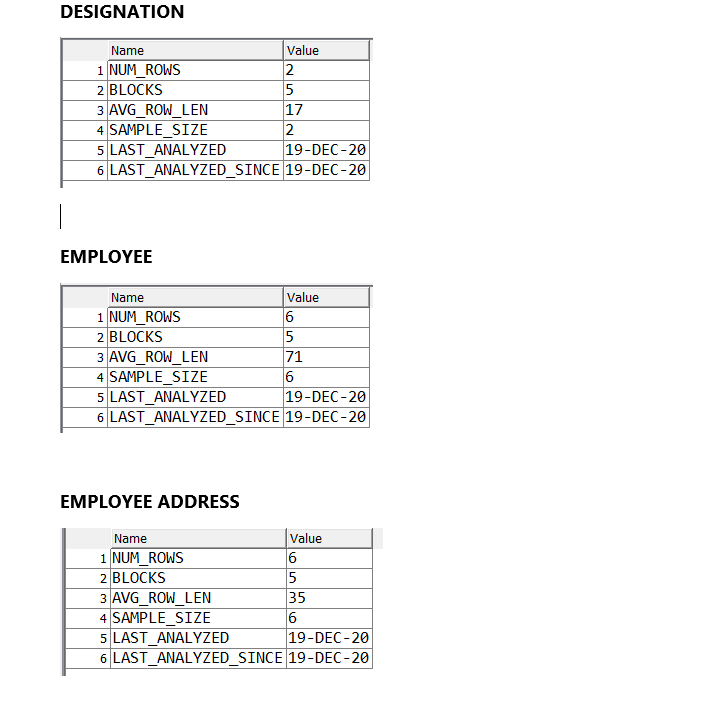 DESIGNATION
Name Value
1 NUM_ROWS 2
2 BLOCKS 5
3 AVG_ROW_LEN 17
4 SAMPLE_SIZE 2
5 LAST_ANALYZED 19-DEC-20
6 LAST_ANALYZED_SINCE 19-DEC-20
EMPLOYEE
Name Value
1 NUM_ROWS 6
2 BLOCKS 5
3 AVG_ROW_LEN 71
4 SAMPLE_SIZE 6
5 LAST_ANALYZED 19-DEC-20
6 LAST_ANALYZED_SINCE 19-DEC-20
EMPLOYEE ADDRESS
Name Value
1 NUM_ROWS 6
2 BLOCKS 5
3 AVG_ROW_LEN 35
4 SAMPLE_SIZE 6
5 LAST_ANALYZED 19-DEC-20
6 LAST_ANALYZED_SINCE 19-DEC-20